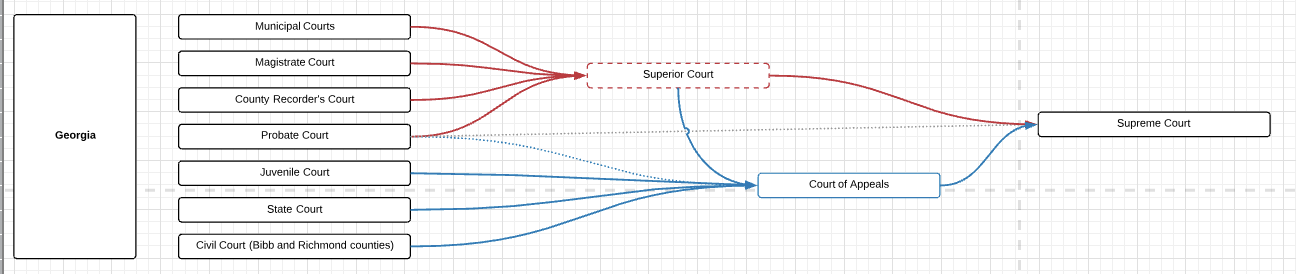 Georgia
Municipal Courts
Magistrate Court
County Recorder's Court
Probate Court
Juvenile Court
State Court
Civil Court (Bibb and Richmond counties)
Superior Court
Court of Appeals
Supreme Court